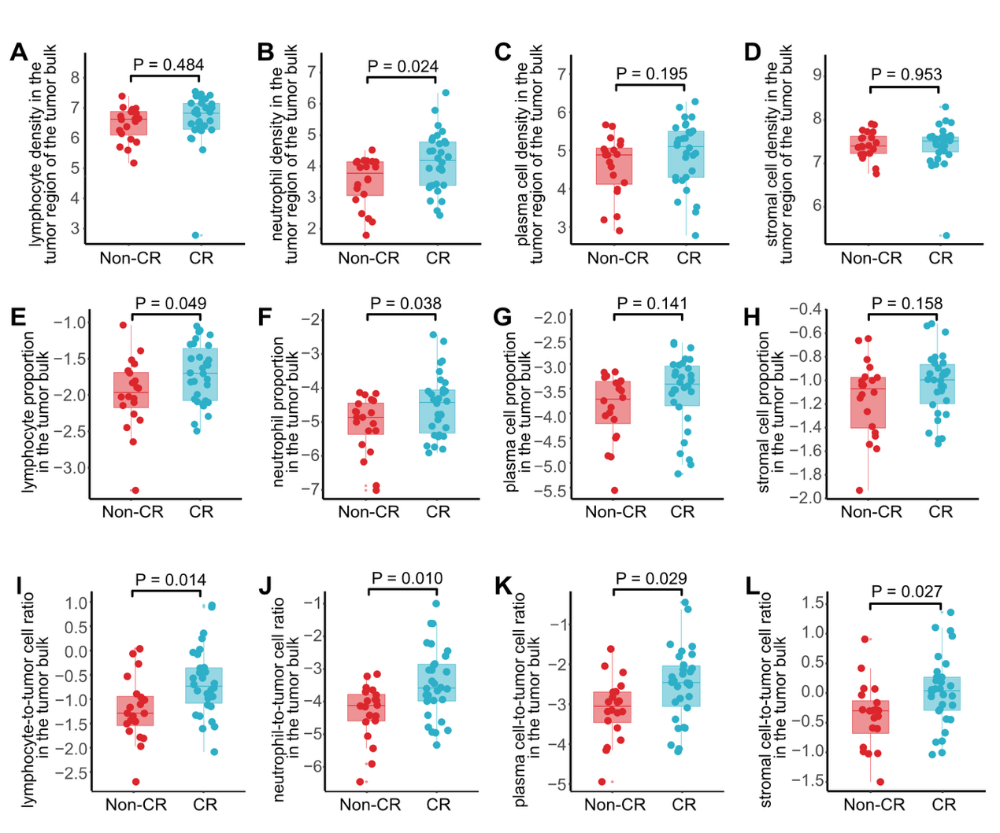 A
lymphocyte density in the
tumor region of the tumor bulk
P = 0.484
8
7
6
5
4
3
Non-CR
CR
B
neutrophil density in the
tumor region of the tumor bulk
P = 0.024
7
6
5
4
3
2
Non-CR
CR
C
plasma cell density in the
tumor region of the tumor bulk
P = 0.195
7
6
5
4
3
Non-CR
CR
D
stromal cell density in the
tumor region of the tumor bulk
P = 0.953
9
8
7
6
Non-CR
CR
E
lymphocyte proportion
in the tumor bulk
P = 0.049
−1.0
−1.5
−2.0
−2.5
−3.0
Non-CR
CR
F
neutrophil proportion
in the tumor bulk
P = 0.038
−2
−3
−4
−5
−6
−7
Non-CR
CR
G
plasma cell proportion
in the tumor bulk
P = 0.141
−2.0
−2.5
−3.0
−3.5
−4.0
−4.5
−5.0
−5.5
Non-CR
CR
H
stromal cell proportion
in the tumor bulk
P = 0.158
−0.4
−0.6
−0.8
−1.0
−1.2
−1.4
−1.6
−1.8
−2.0
Non-CR
CR
I
lymphocyte-to-tumor cell ratio
in the tumor bulk
P = 0.014
1.0
0.5
0.0
−0.5
−1.0
−1.5
−2.0
−2.5
Non-CR
CR
J
neutrophil-to-tumor cell ratio
in the tumor bulk
P = 0.010
−1
−2
−3
−4
−5
−6
Non-CR
CR
K
plasma cell-to-tumor cell ratio
in the tumor bulk
P = 0.029
−1
−2
−3
−4
−5
Non-CR
CR
L
stromal cell-to-tumor cell ratio
in the tumor bulk
P = 0.027
1.5
1.0
0.5
0.0
−0.5
−1.0
−1.5
Non-CR
CR